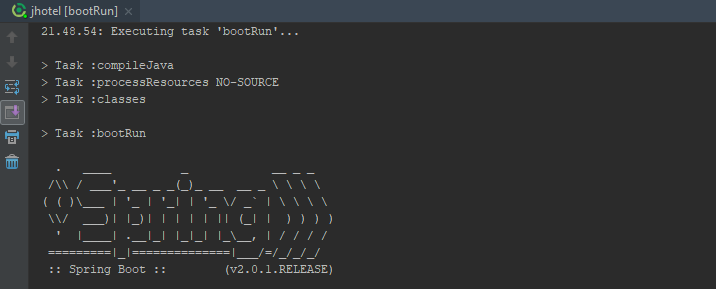 jhotel [bootRun]
21.48.54: Executing task 'bootRun'...
> Task :compileJava
> Task :processResources NO-SOURCE
> Task :classes
> Task :bootRun
  .   ____          _            __ _ _
 /\\ / ___'_ __ _ _(_)_ __  __ _ \ \ \ \
( ( )\___ | '_ | '_| | '_ \/ _` | \ \ \ \
 \\/  ___)| |_)| | | | | || (_| |  ) ) ) )
  '  |____| .__|_| |_|_| |_\__, | / / / /
 =========|_|==============|___/=/_/_/_/
 :: Spring Boot ::        (v2.0.1.RELEASE)